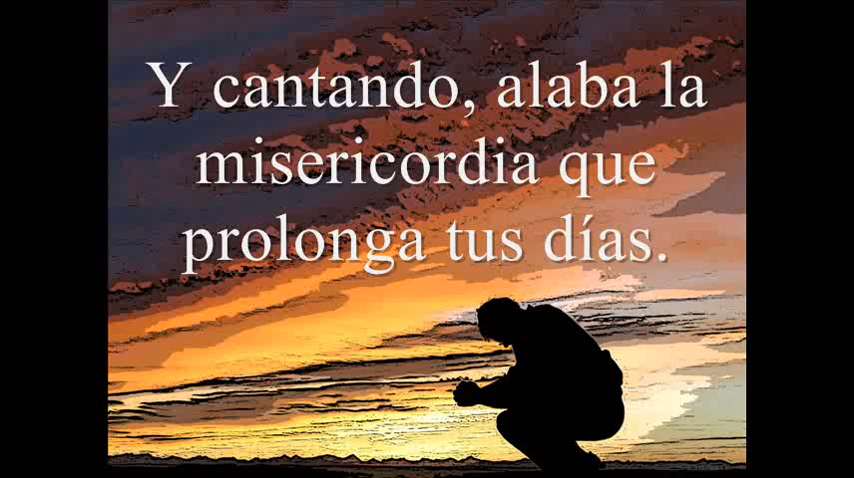 Y cantando, alaba la
misericordia que
prolonga tus días.